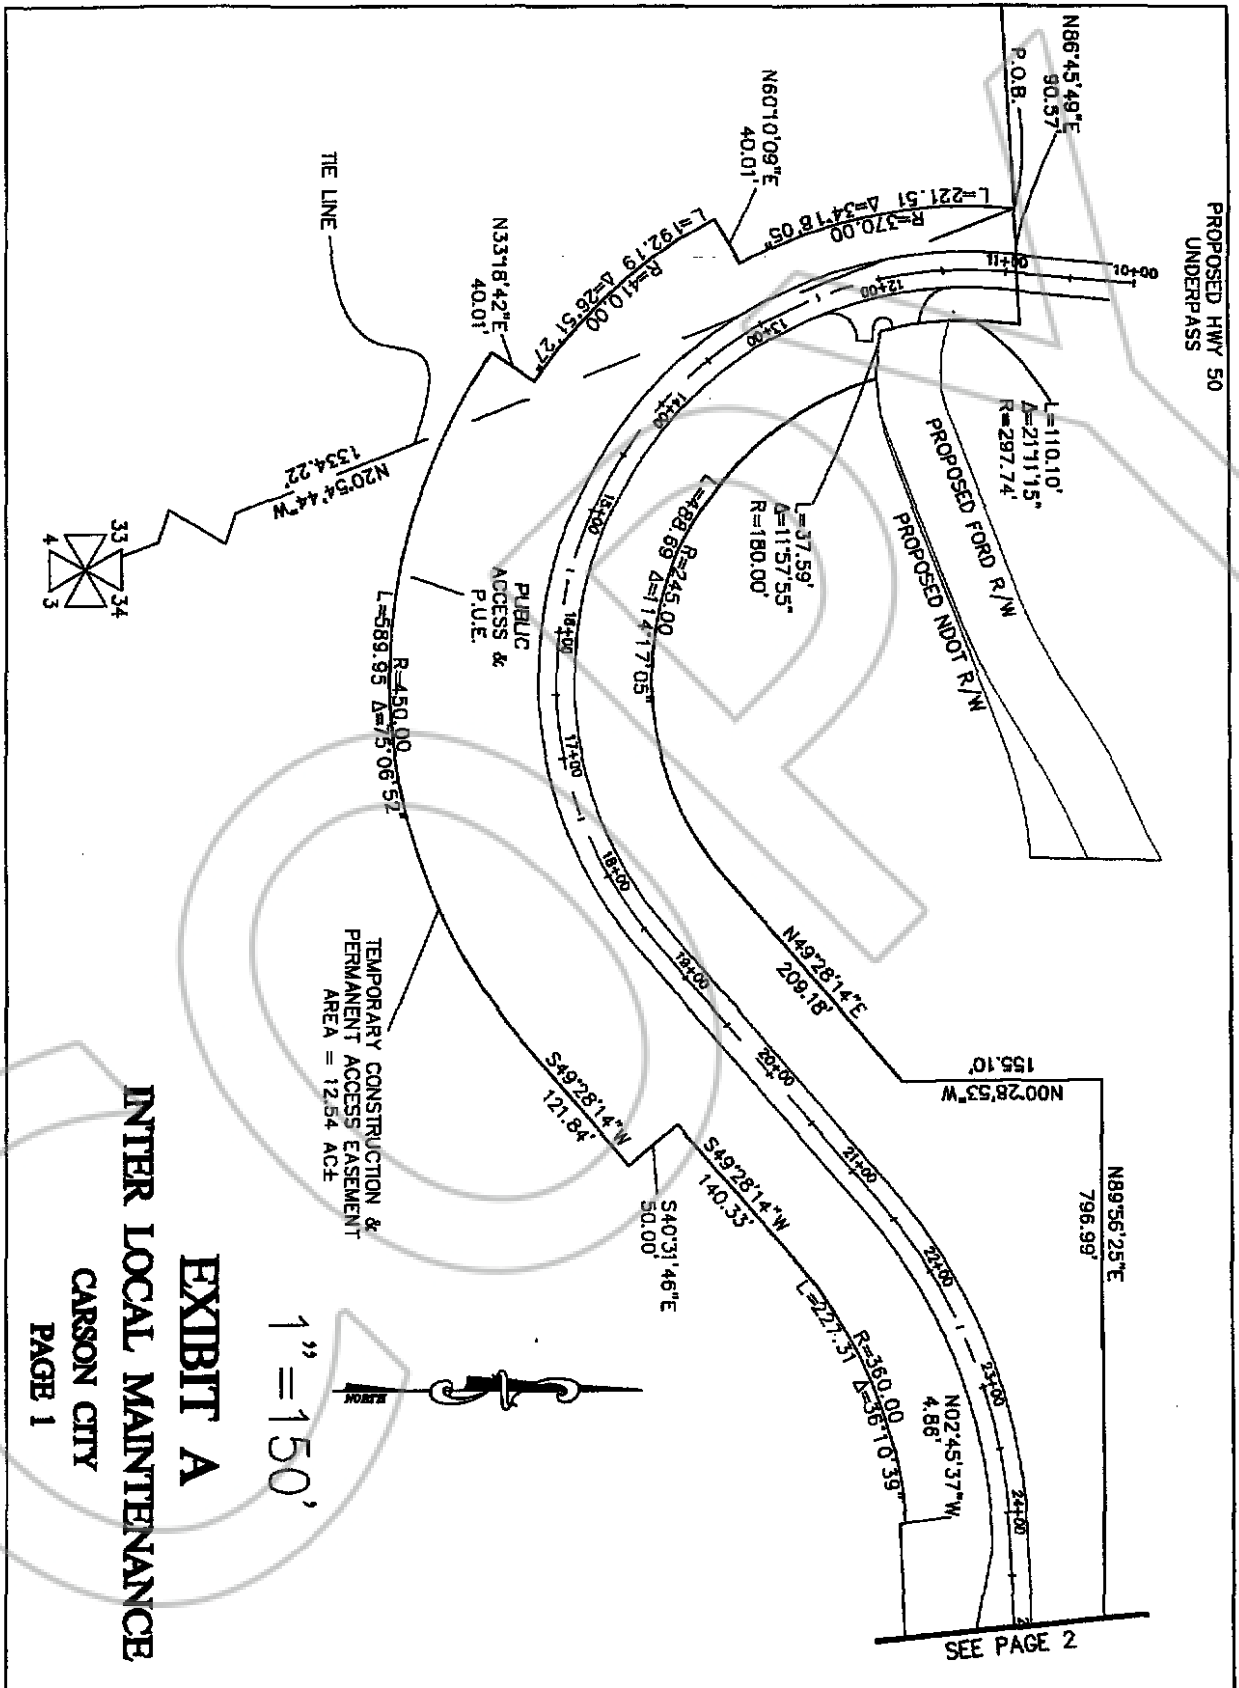 PROPOSED HWY 50
UNDERPASS
N86°45'49"E
90.57'
P.O.B.
10+00
11+00
12+00
13+00
14+00
15+00
16+00
17+00
18+00
19+00
20+00
21+00
22+00
23+00
24+00
L=221.51 Δ=34°18'05"
R=370.00
N60°10'09"E
40.01'
L=192.19 Δ=26°51'27"
R=410.00
N33°18'42"E
40.01'
TIE LINE
N20°54'44"W
1334.22'
33
34
4
3
L=110.10'
Δ=21°11'15"
R=297.74'
PROPOSED FORD R/W
PROPOSED NDOT R/W
L=37.59'
Δ=11°57'55"
R=180.00'
R=245.00
L=488.69 Δ=114°17'05"
PUBLIC
ACCESS &
P.U.E.
R=450.00
L=589.95 Δ=75°06'52"
N49°28'14"E
209.18'
N00°28'53"W
155.10'
N89°56'25"E
796.99'
TEMPORARY CONSTRUCTION &
PERMANENT ACCESS EASEMENT
AREA = 12.54 AC±
S49°28'14"W
121.84'
S40°31'46"E
50.00'
S49°28'14"W
140.33'
R=360.00
L=227.31 Δ=36°10'39"
N02°45'37"W
4.86'
SEE PAGE 2
NORTH
1"=150'
EXIBIT A
INTER LOCAL MAINTENANCE
CARSON CITY
PAGE 1
COPY